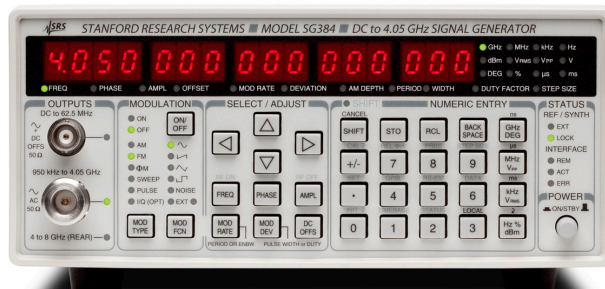 SRS STANFORD RESEARCH SYSTEMS MODEL SG384 DC to 4.05 GHz SIGNAL GENERATOR
4.050 000 000 000 000
GHz MHz kHz Hz
dBm VRMS VPP V
DEG % µs ms
FREQ PHASE AMPL OFFSET MOD RATE DEVIATION AM DEPTH PERIOD WIDTH DUTY FACTOR STEP SIZE
OUTPUTS
DC to 62.5 MHz
DC
OFFS
50 Ω
950 kHz to 4.05 GHz
AC
50 Ω
4 to 8 GHz (REAR)
MODULATION
ON
OFF
ON/
OFF
AM
FM
ΦM
SWEEP
PULSE NOISE
I/Q (OPT) EXT
MOD
TYPE
MOD
FCN
SELECT / ADJUST
FREQ PHASE AMPL
MOD
RATE
MOD
DEV
DC
OFFS
PERIOD OR ENBW PULSE WIDTH or DUTY
SHIFT NUMERIC ENTRY
CANCEL ns
SHIFT STO RCL BACK
SPACE
GHz
DEG
µs
+/- 7 8 9 MHz
VPP
ms
• 4 5 6 kHz
VRMS
LOCAL
0 1 2 3 Hz %
dBm
STATUS
REF / SYNTH
EXT
LOCK
INTERFACE
REM
ACT
ERR
POWER
ON/STBY